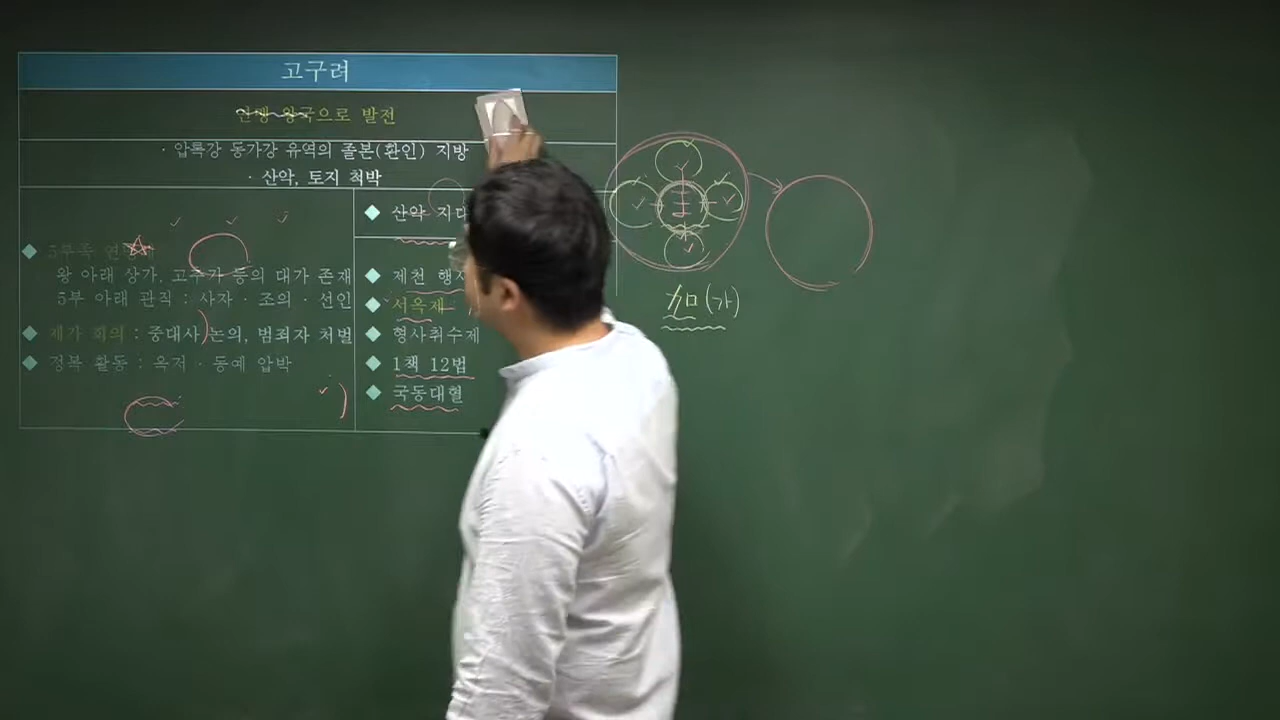 고구려
연맹 왕국으로 발전
· 압록강 동가강 유역의 졸본(환인) 지방
· 산악, 토지 척박
◆ 5부족
왕 아래 상가, 고추가 등의 대가 존재
5부 아래 관직 : 사자 · 조의 · 선인
◆ 제가 회의 : 중대사 논의, 범죄자 처벌
◆ 정복 활동 : 옥저 · 동예 압박
◆ 산악 지대
◆ 제천 행사
◆ 서옥제
◆ 형사취수제
◆ 1책 12법
◆ 국동대혈
加(가)